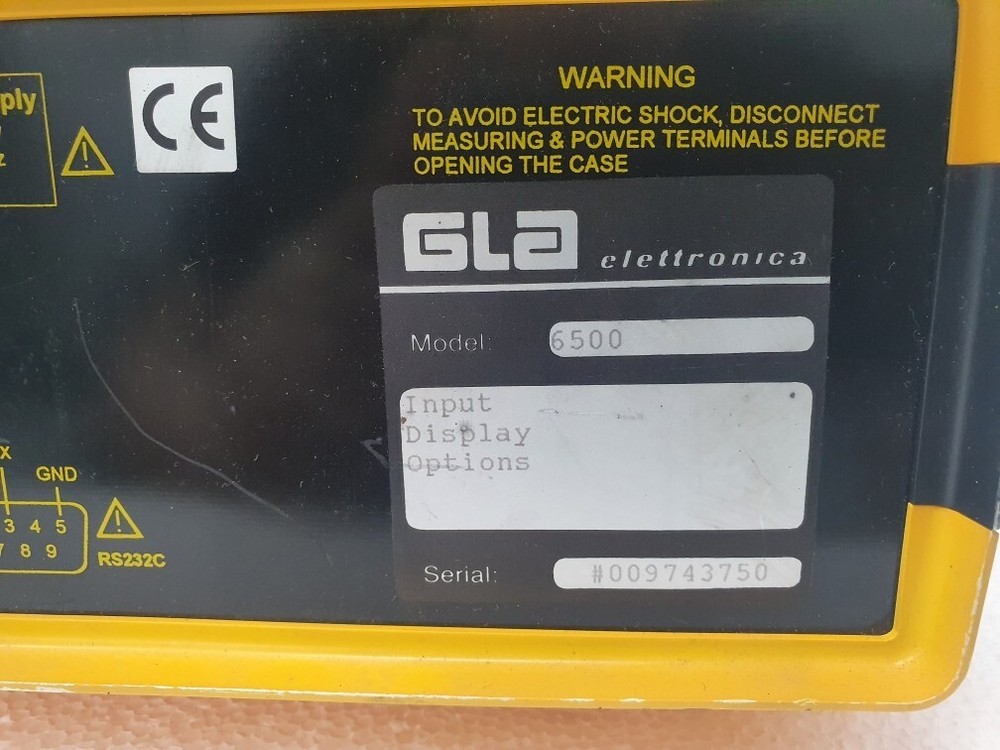 ply
z
CE
WARNING
TO AVOID ELECTRIC SHOCK, DISCONNECT
MEASURING & POWER TERMINALS BEFORE
OPENING THE CASE
GLA elettronica
Model: 6500
Input
Display
Options
Serial: #009743750
X
GND
3 4 5
7 8 9
RS232C